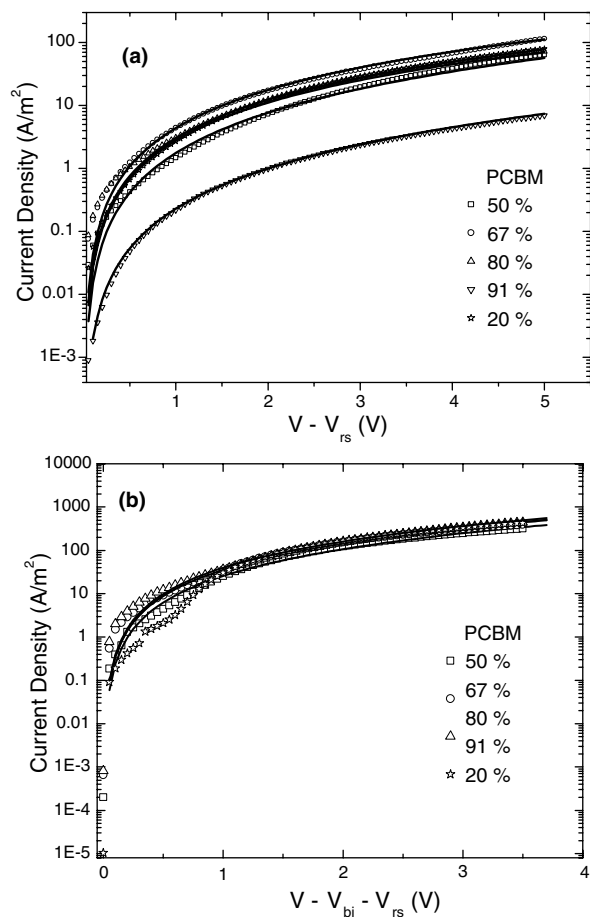 (a)
100
10
1
0.1
0.01
1E-3
Current Density (A/m²)
PCBM
50 %
67 %
80 %
91 %
20 %
1 2 3 4 5
V - Vrs (V)
(b)
10000
1000
100
10
1
0.1
0.01
1E-3
1E-4
1E-5
Current Density (A/m²)
PCBM
50 %
67 %
80 %
91 %
20 %
0 1 2 3 4
V - Vbi - Vrs (V)